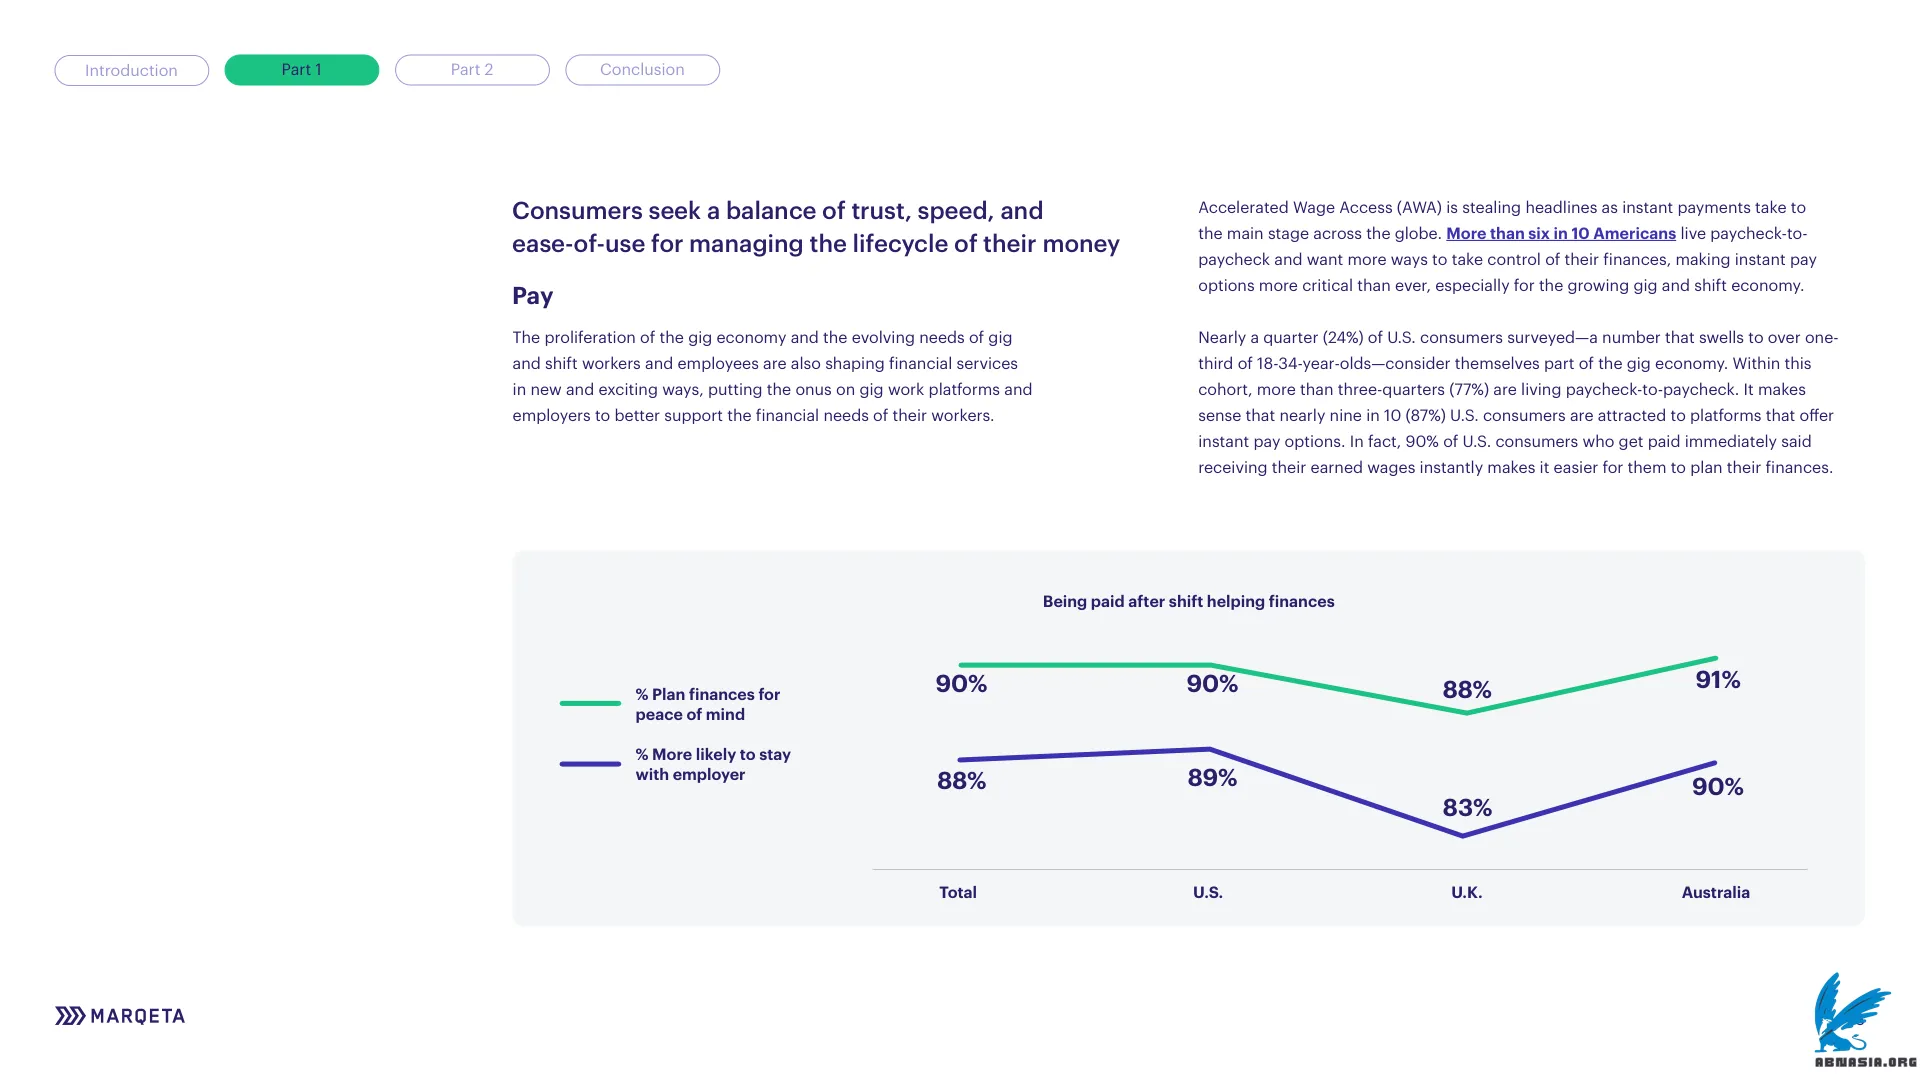 Introduction
Part 1
Part 2
Conclusion
Consumers seek a balance of trust, speed, and
ease-of-use for managing the lifecycle of their money
Pay
The proliferation of the gig economy and the evolving needs of gig
and shift workers and employees are also shaping financial services
in new and exciting ways, putting the onus on gig work platforms and
employers to better support the financial needs of their workers.
Accelerated Wage Access (AWA) is stealing headlines as instant payments take to
the main stage across the globe. More than six in 10 Americans live paycheck-to-
paycheck and want more ways to take control of their finances, making instant pay
options more critical than ever, especially for the growing gig and shift economy.
Nearly a quarter (24%) of U.S. consumers surveyed—a number that swells to over one-
third of 18-34-year-olds—consider themselves part of the gig economy. Within this
cohort, more than three-quarters (77%) are living paycheck-to-paycheck. It makes
sense that nearly nine in 10 (87%) U.S. consumers are attracted to platforms that offer
instant pay options. In fact, 90% of U.S. consumers who get paid immediately said
receiving their earned wages instantly makes it easier for them to plan their finances.
Being paid after shift helping finances
% Plan finances for
peace of mind
% More likely to stay
with employer
90%
90%
88%
91%
88%
89%
83%
90%
Total
U.S.
U.K.
Australia
MARQETA
ABNASIA.ORG